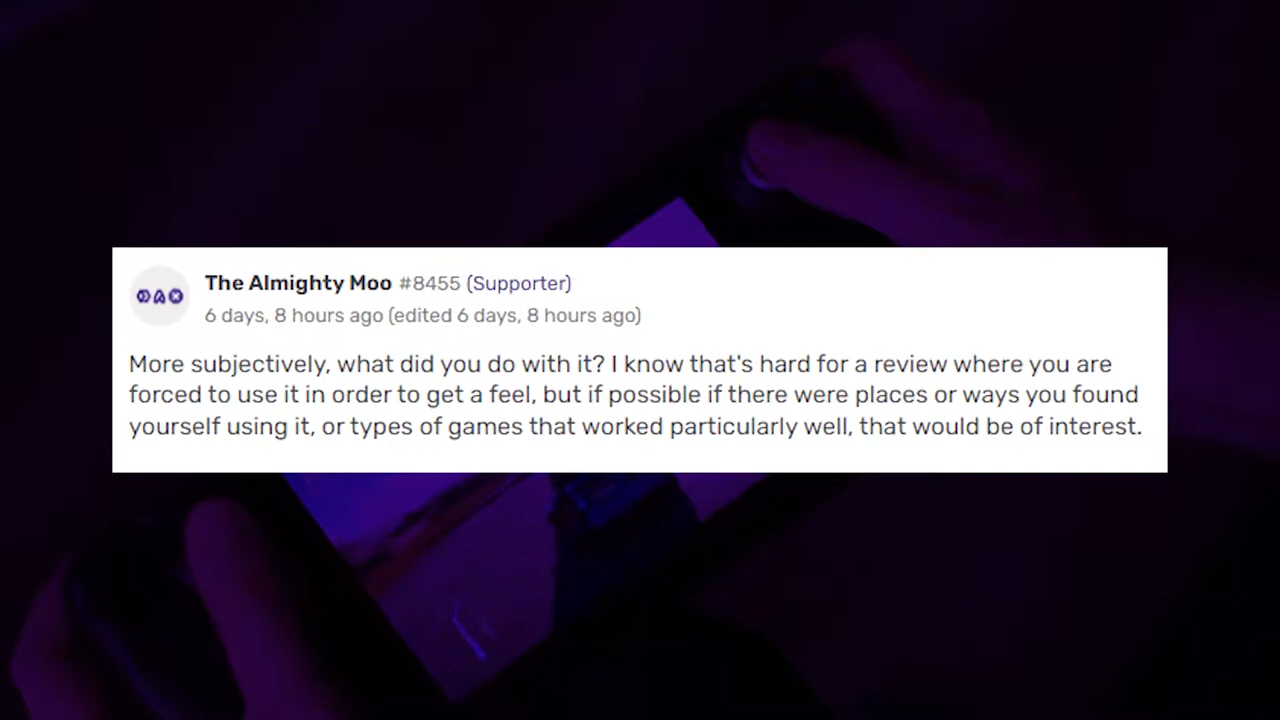 The Almighty Moo #8455 (Supporter)
6 days, 8 hours ago (edited 6 days, 8 hours ago)
More subjectively, what did you do with it? I know that's hard for a review where you are
forced to use it in order to get a feel, but if possible if there were places or ways you found
yourself using it, or types of games that worked particularly well, that would be of interest.